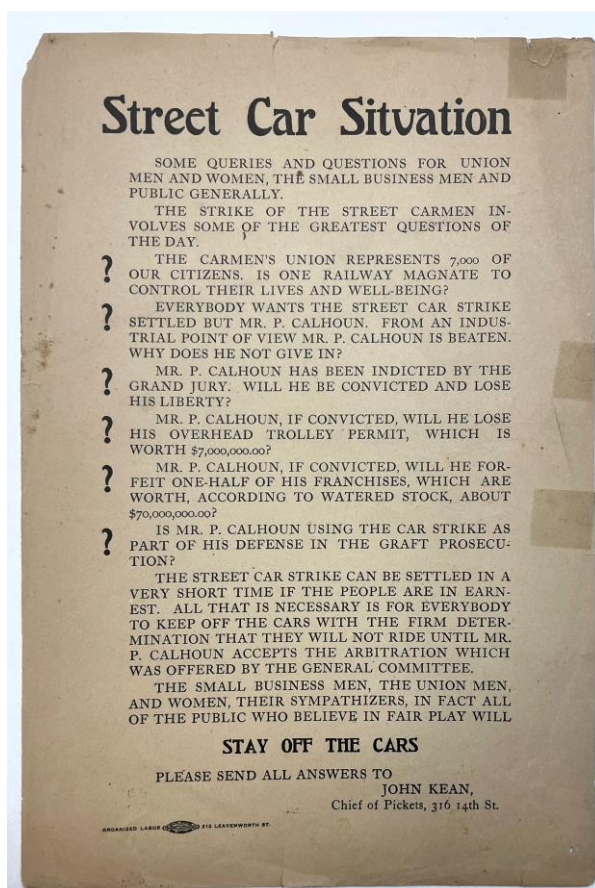 Street Car Situation
SOME QUERIES AND QUESTIONS FOR UNION
MEN AND WOMEN, THE SMALL BUSINESS MEN AND
PUBLIC GENERALLY.
THE STRIKE OF THE STREET CARMEN IN-
VOLVES SOME OF THE GREATEST QUESTIONS OF
THE DAY.
? THE CARMEN'S UNION REPRESENTS 7,000 OF
OUR CITIZENS. IS ONE RAILWAY MAGNATE TO
CONTROL THEIR LIVES AND WELL-BEING?
? EVERYBODY WANTS THE STREET CAR STRIKE
SETTLED BUT MR. P. CALHOUN. FROM AN INDUS-
TRIAL POINT OF VIEW MR. P. CALHOUN IS BEATEN.
WHY DOES HE NOT GIVE IN?
? MR. P. CALHOUN HAS BEEN INDICTED BY THE
GRAND JURY. WILL HE BE CONVICTED AND LOSE
HIS LIBERTY?
? MR. P. CALHOUN, IF CONVICTED, WILL HE LOSE
HIS OVERHEAD TROLLEY PERMIT, WHICH IS
WORTH $7,000,000.00?
? MR. P. CALHOUN, IF CONVICTED, WILL HE FOR-
FEIT ONE-HALF OF HIS FRANCHISES, WHICH ARE
WORTH, ACCORDING TO WATERED STOCK, ABOUT
$70,000,000.00?
? IS MR. P. CALHOUN USING THE CAR STRIKE AS
PART OF HIS DEFENSE IN THE GRAFT PROSECU-
TION?
THE STREET CAR STRIKE CAN BE SETTLED IN A
VERY SHORT TIME IF THE PEOPLE ARE IN EARN-
EST. ALL THAT IS NECESSARY IS FOR EVERYBODY
TO KEEP OFF THE CARS WITH THE FIRM DETER-
MINATION THAT THEY WILL NOT RIDE UNTIL MR.
P. CALHOUN ACCEPTS THE ARBITRATION WHICH
WAS OFFERED BY THE GENERAL COMMITTEE.
THE SMALL BUSINESS MEN, THE UNION MEN,
AND WOMEN, THEIR SYMPATHIZERS, IN FACT ALL
OF THE PUBLIC WHO BELIEVE IN FAIR PLAY WILL
STAY OFF THE CARS
PLEASE SEND ALL ANSWERS TO
JOHN KEAN,
Chief of Pickets, 316 14th St.
ORGANIZED LABOR 212 LEAVENWORTH ST.